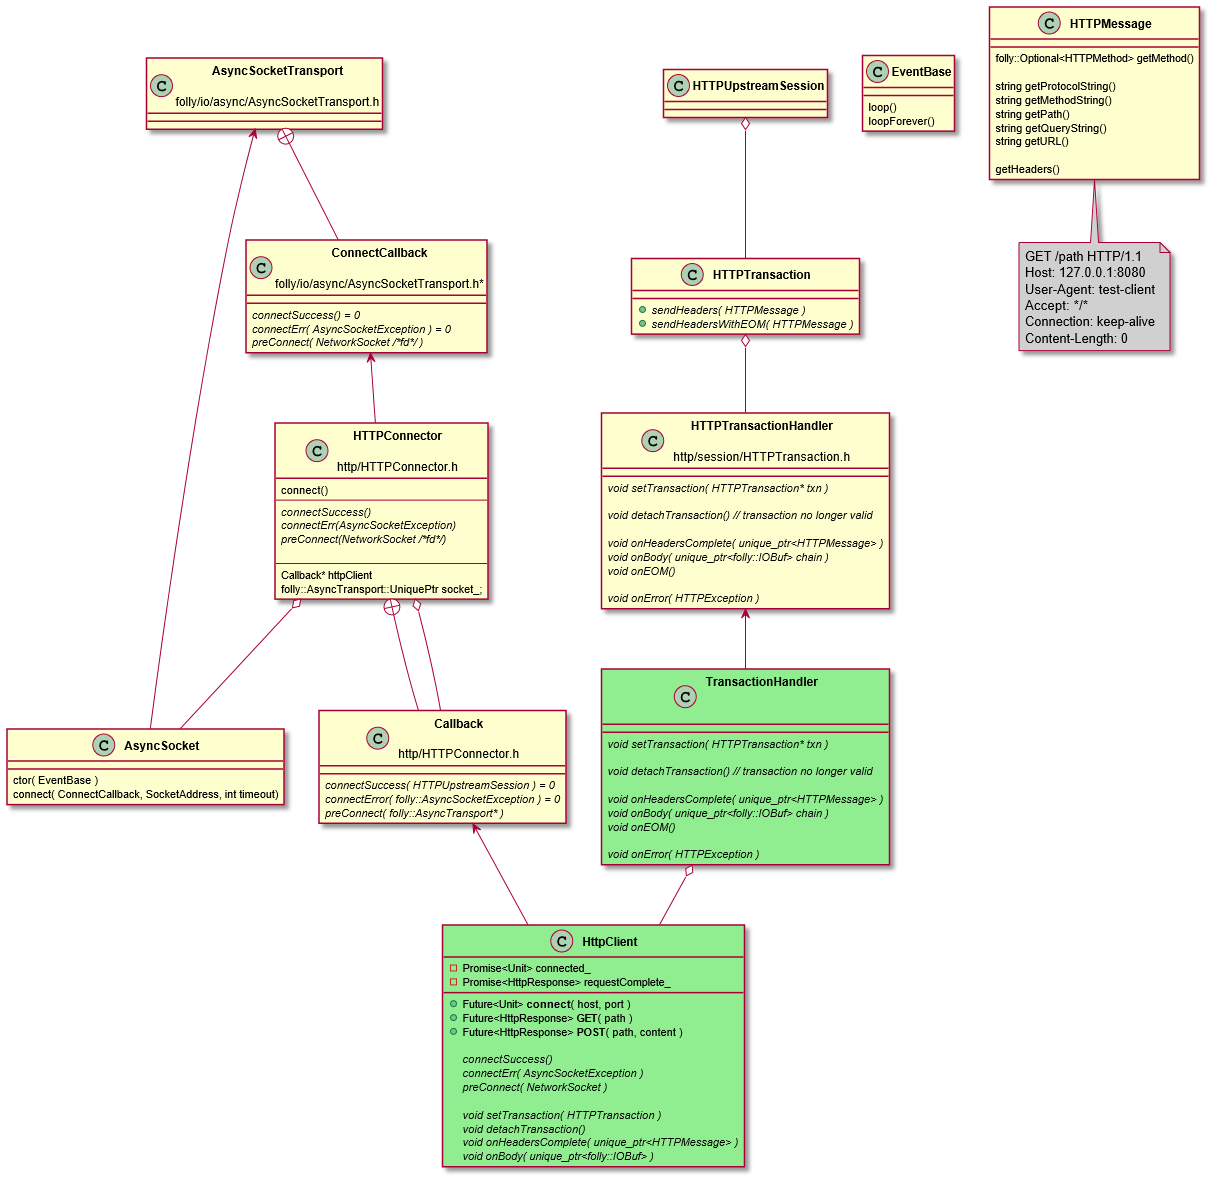 C AsyncSocketTransport
folly/io/async/AsyncSocketTransport.h
C HTTPUpstreamSession
C EventBase
loop()
loopForever()
C HTTPMessage
folly::Optional<HTTPMethod> getMethod()
string getProtocolString()
string getMethodString()
string getPath()
string getQueryString()
string getURL()
getHeaders()
C ConnectCallback
folly/io/async/AsyncSocketTransport.h*
connectSuccess() = 0
connectErr( AsyncSocketException ) = 0
preConnect( NetworkSocket /*fd*/ )
C HTTPTransaction
sendHeaders( HTTPMessage )
sendHedersWithEOM( HTTPMessage )
GET /path HTTP/1.1
Host: 127.0.0.1:8080
User-Agent: test-client
Accept: */*
Connection: keep-alive
Content-Length: 0
C HTTPConnector
http/HTTPConnector.h
connect()
connectSuccess()
connectErr(AsyncSocketException)
preConnect(NetworkSocket /*fd*/)
Callback* httpClient
folly::AsyncTransport::UniquePtr socket_;
C HTTPTransactionHandler
http/session/HTTPTransaction.h
void setTransaction( HTTPTransaction* txn )
void detachTransaction() // transaction no longer valid
void onHeadersComplete( unique_ptr<HTTPMessage> )
void onBody( unique_ptr<folly::IOBuf> chain )
void onEOM()
void onError( HTTPException )
C AsyncSocket
ctor( EventBase )
connect( ConnectCallback, SocketAddress, int timeout)
C Callback
http/HTTPConnector.h
connectSuccess( HTTPUpstreamSession ) = 0
connectError( folly::AsyncSocketException ) = 0
preConnect( folly::AsyncTransport* )
C TransactionHandler
void setTransaction( HTTPTransaction* txn )
void detachTransaction() // transaction no longer valid
void onHeadersComplete( unique_ptr<HTTPMessage> )
void onBody( unique_ptr<folly::IOBuf> chain )
void onEOM()
void onError( HTTPException )
C HttpClient
Promise<Unit> connected_
Promise<HttpResponse> requestComplete_
Future<Unit> connect( host, port )
Future<HttpResponse> GET( path )
Future<HttpResponse> POST( path, content )
connectSuccess()
connectErr( AsyncSocketException )
preConnect( NetworkSocket )
void setTransaction( HTTPTransaction )
void detachTransaction()
void onHeadersComplete( unique_ptr<HTTPMessage> )
void onBody( unique_ptr<folly::IOBuf> )